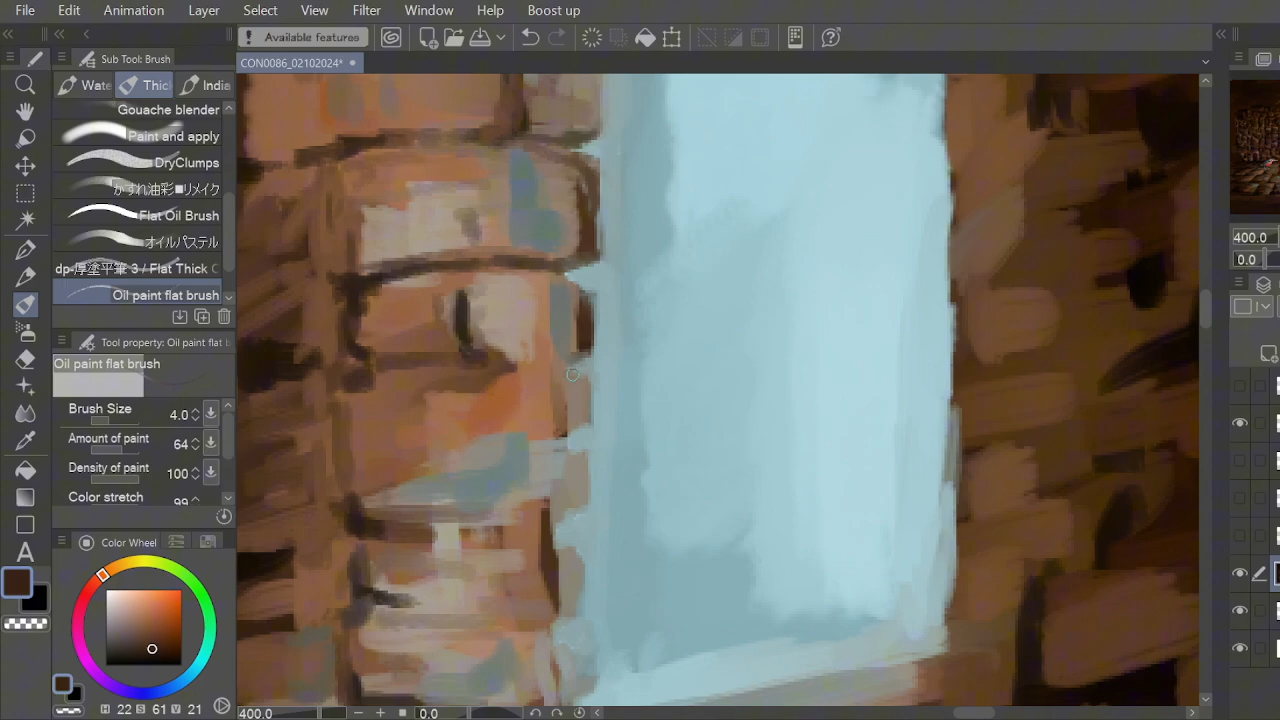 File Edit Animation Layer Select View Filter Window Help Boost up
! Available features
Sub Tool: Brush
CON0086_02102024*
Wate Thic India
Gouache blender
Paint and apply
DryClumps
かすれ油彩■リメイク
Flat Oil Brush
オイルパステル
dp-厚塗平筆 3 / Flat Thick C
Oil paint flat brush
Tool property: Oil paint flat b
Oil paint flat brush
Brush Size 4.0
Amount of paint 64
Density of paint 100
Color stretch 99
Color Wheel
H 22 S 61 V 21
400.0 0.0
400.0
0.0
A